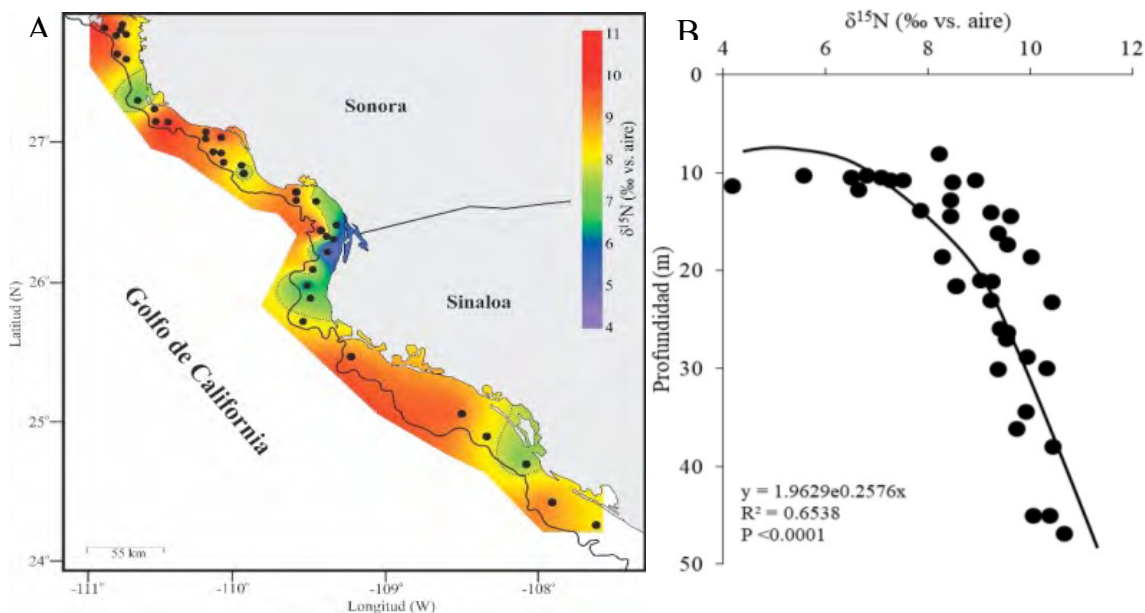 A
Sonora
Sinaloa
Golfo de California
27°
26°
25°
24°
Latitud (N)
-111°
-110°
-109°
-108°
Longitud (W)
55 km
11
10
9
8
7
6
5
4
δ¹⁵N (‰ vs. aire)
B
δ¹⁵N (‰ vs. aire)
4 6 8 10 12
0
10
20
30
40
50
Profundidad (m)
y = 1.9629e0.2576x
R² = 0.6538
P <0.0001